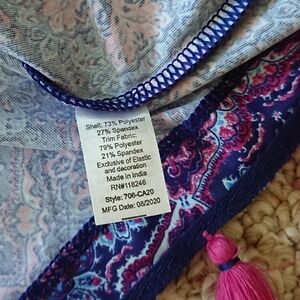 Shell: 73% Polyester
27% Spandex
Trim Fabric:
79% Polyester
21% Spandex
Exclusive of Elastic
and decoration
Made in India
RN#118246
Style: 706-CA20
MFG Date: 08/2020